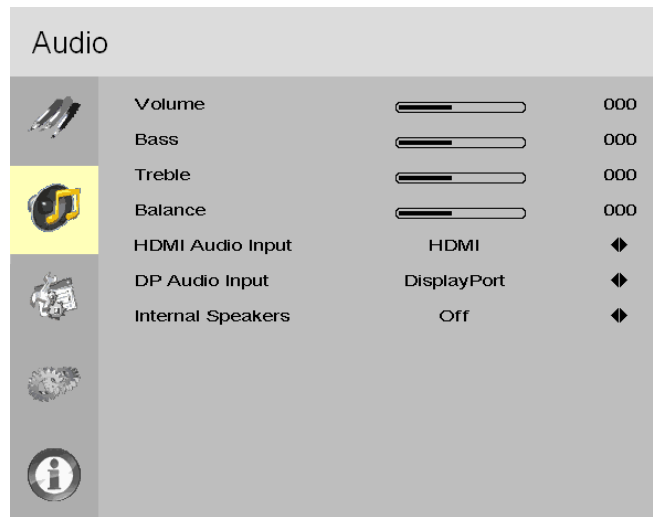 Audio
Volume 000
Bass 000
Treble 000
Balance 000
HDMI Audio Input HDMI
DP Audio Input DisplayPort
Internal Speakers Off